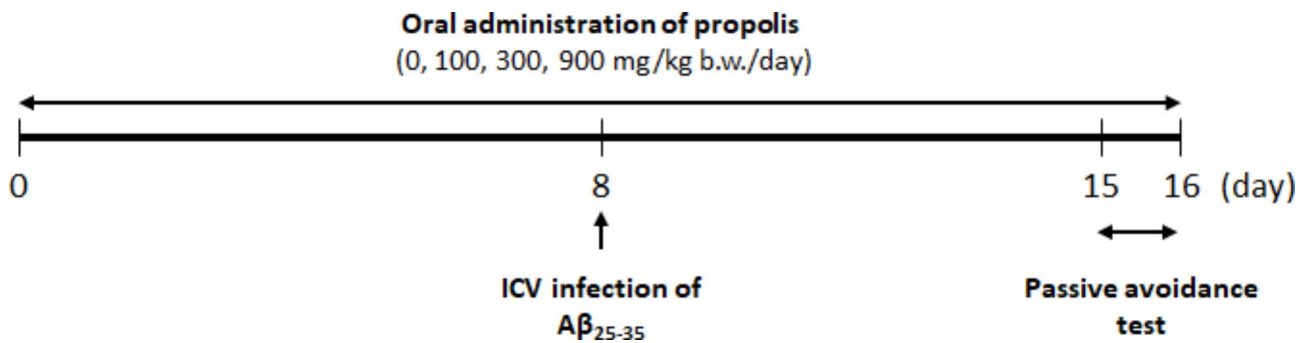 Oral administration of propolis
(0, 100, 300, 900 mg/kg b.w./day)
0 8 15 16 (day)
ICV infection of Passive avoidance
Aβ25-35 test